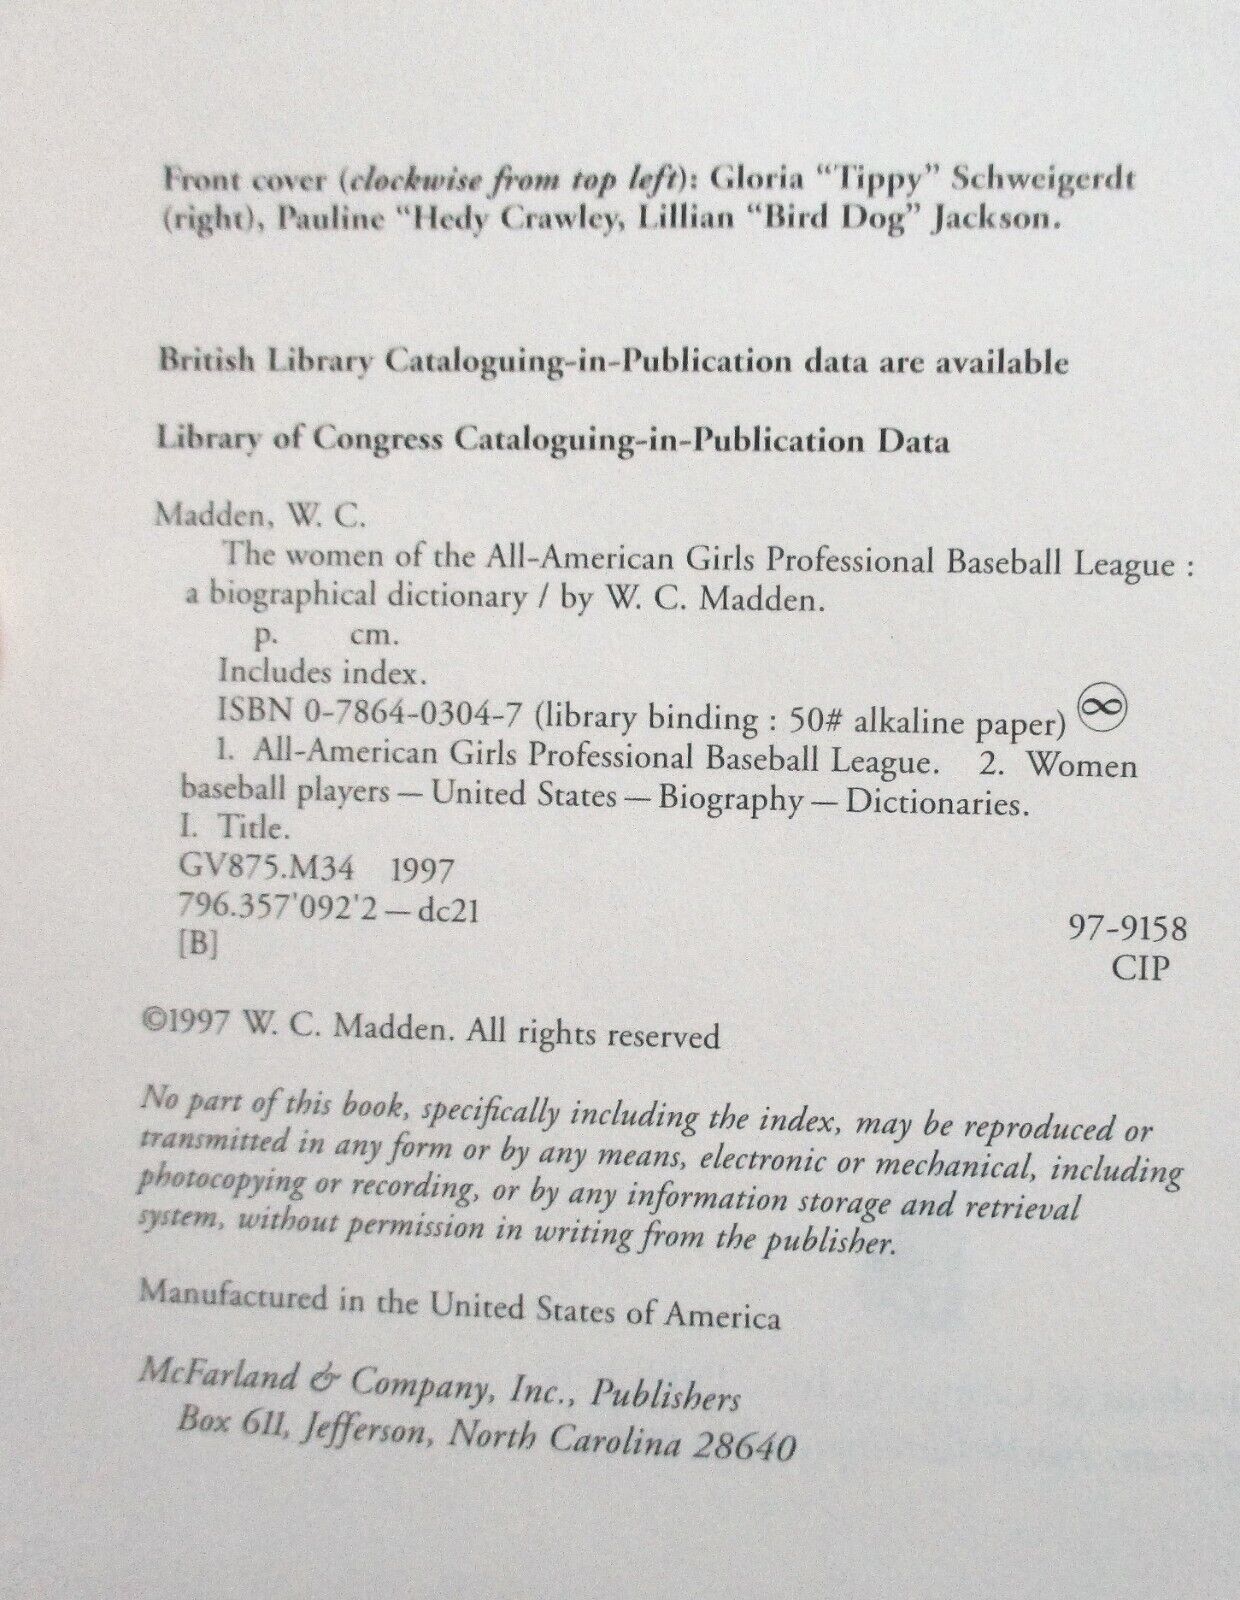 Front cover (clockwise from top left): Gloria “Tippy” Schweigerdt
(right), Pauline “Hedy Crawley, Lillian “Bird Dog” Jackson.
British Library Cataloguing-in-Publication data are available
Library of Congress Cataloguing-in-Publication Data
Madden, W. C.
The women of the All-American Girls Professional Baseball League :
a biographical dictionary / by W. C. Madden.
p. cm.
Includes index.
ISBN 0-7864-0304-7 (library binding : 50# alkaline paper) ♾
1. All-American Girls Professional Baseball League. 2. Women
baseball players — United States — Biography — Dictionaries.
I. Title.
GV875.M34 1997
796.357'092'2 — dc21
97-9158
[B]
CIP
©1997 W. C. Madden. All rights reserved
No part of this book, specifically including the index, may be reproduced or
transmitted in any form or by any means, electronic or mechanical, including
photocopying or recording, or by any information storage and retrieval
system, without permission in writing from the publisher.
Manufactured in the United States of America
McFarland & Company, Inc., Publishers
Box 611, Jefferson, North Carolina 28640